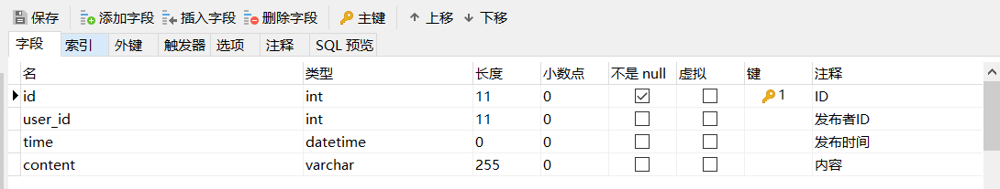 保存 添加字段 插入字段 删除字段 主键 上移 下移
字段 索引 外键 触发器 选项 注释 SQL 预览
名 类型 长度 小数点 不是 null 虚拟 键 注释
id int 11 0 1 ID
user_id int 11 0 发布者ID
time datetime 0 0 发布时间
content varchar 255 0 内容